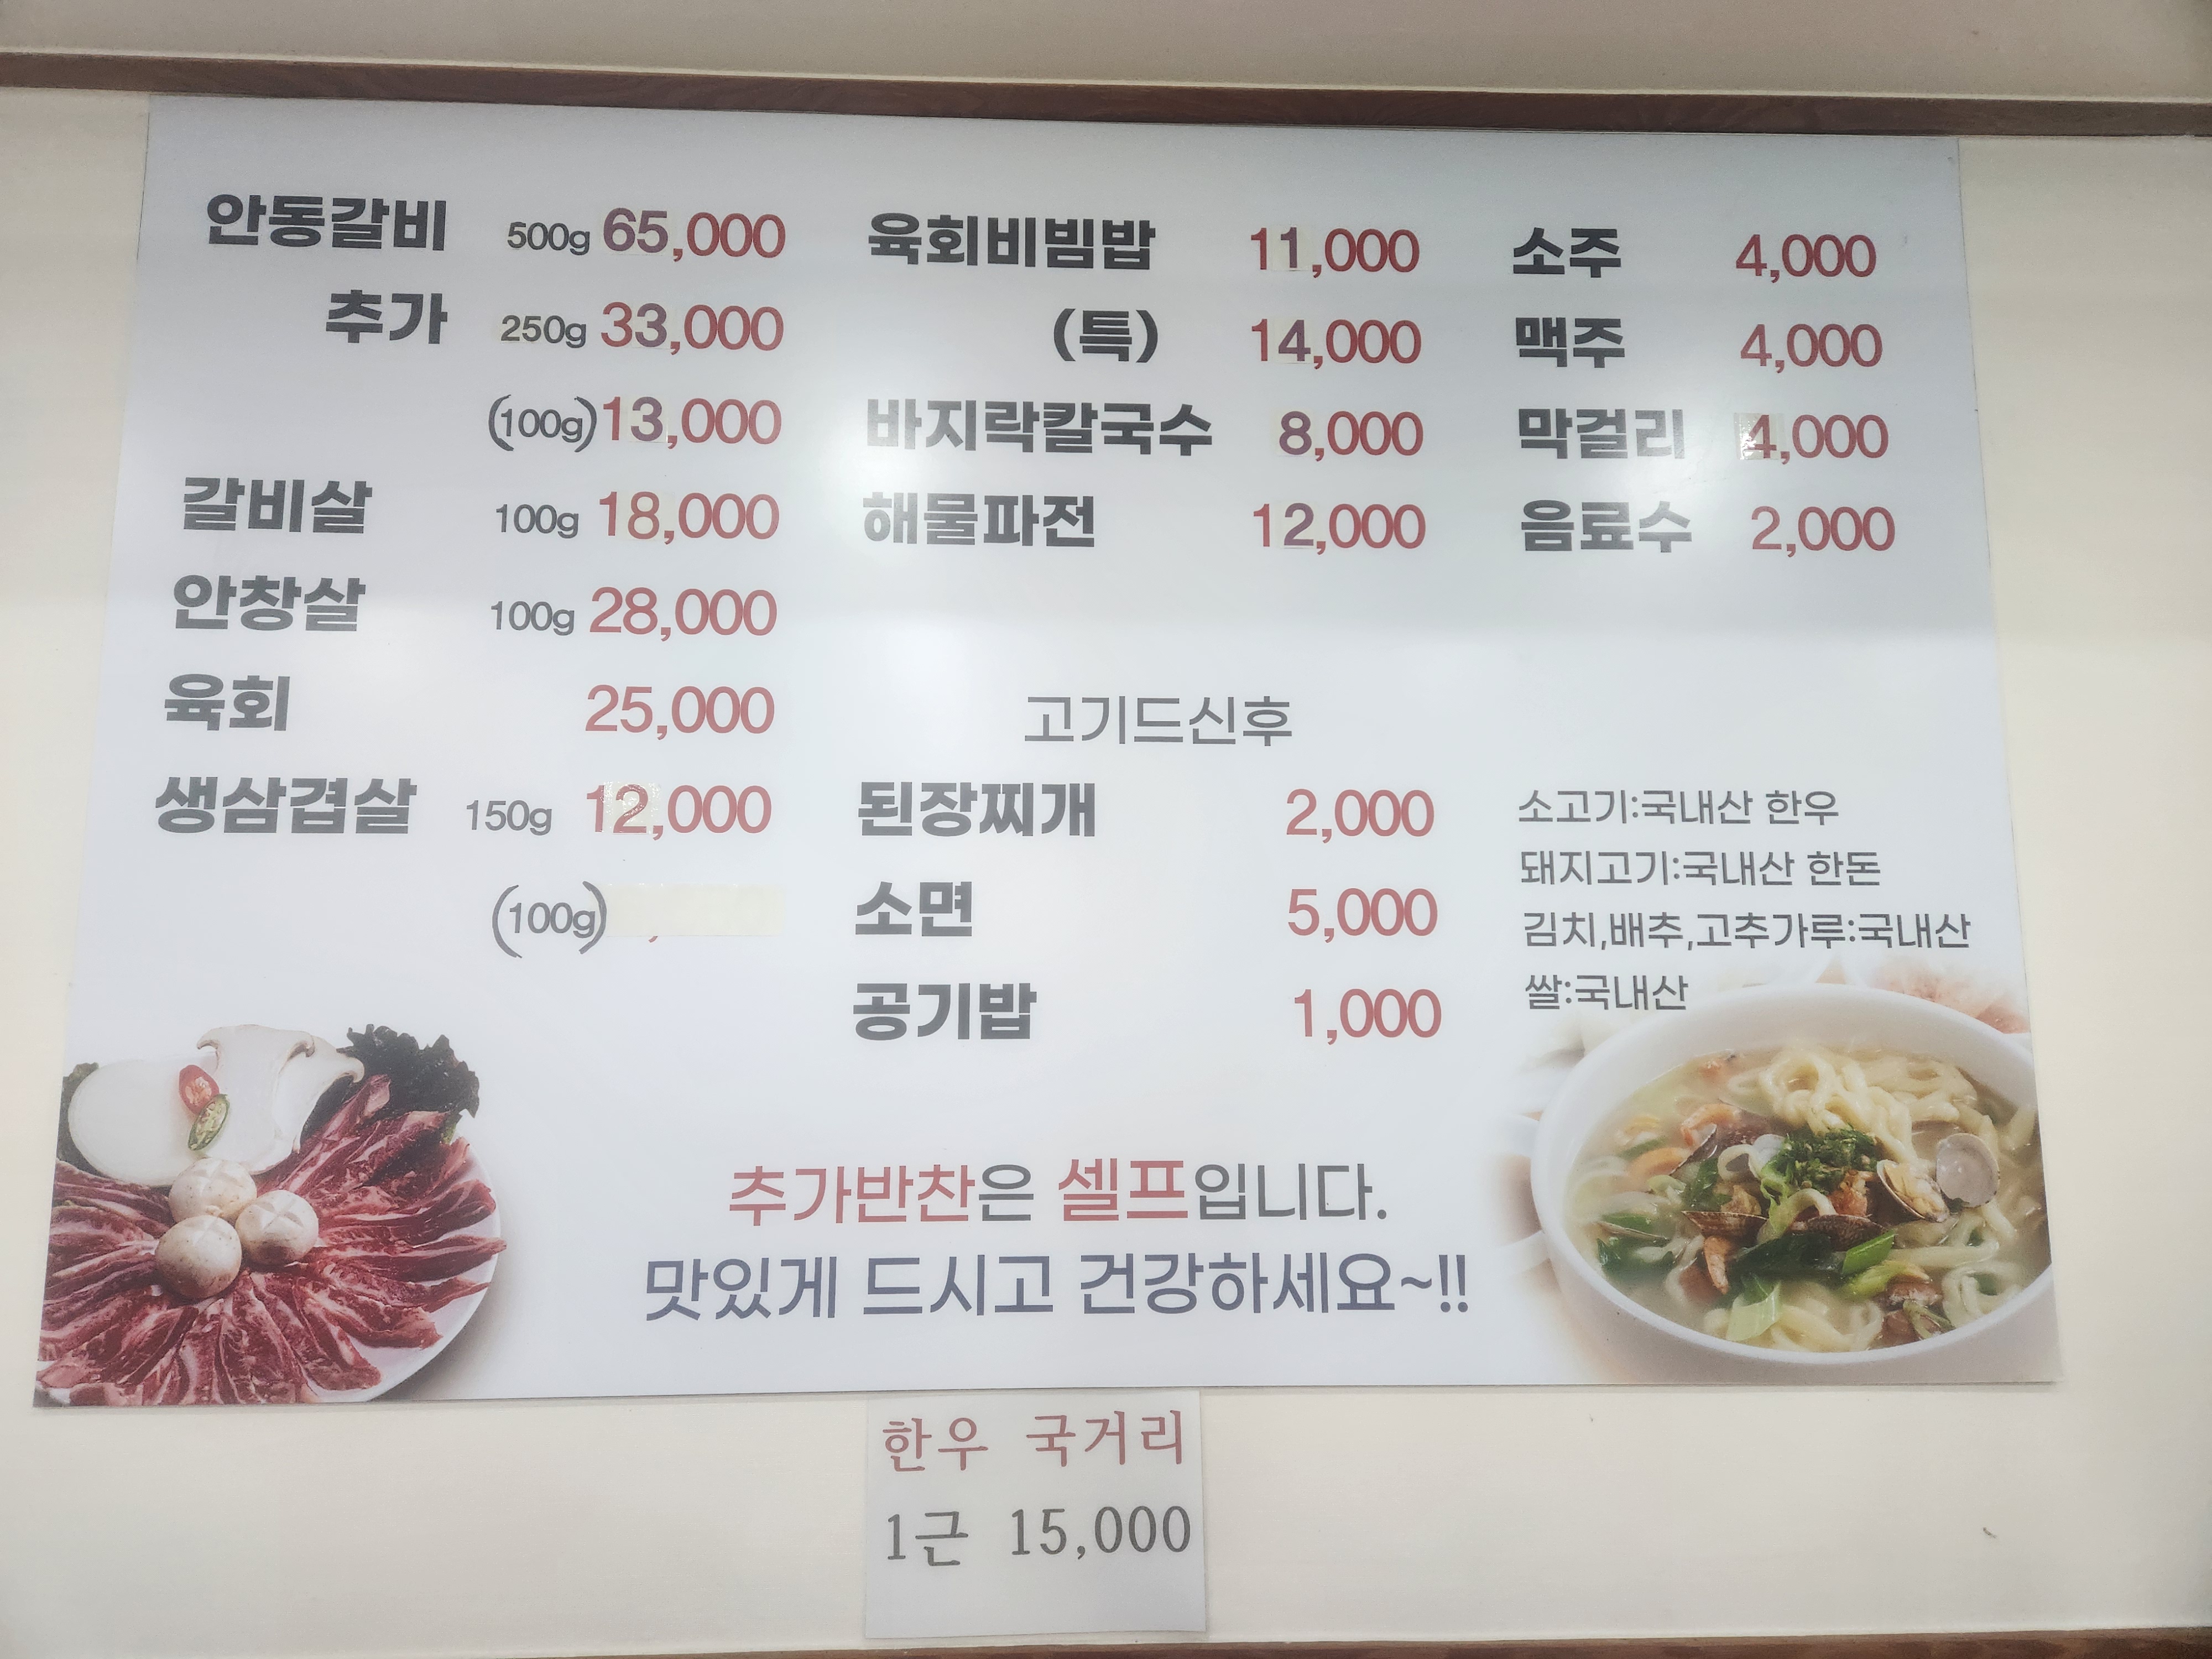 안동갈비 500g 65,000
추가 250g 33,000
(100g) 13,000
갈비살 100g 18,000
안창살 100g 28,000
육회 25,000
생삼겹살 150g 12,000
(100g) ,
육회비빔밥 11,000
(특) 14,000
바지락칼국수 8,000
해물파전 12,000
소주 4,000
맥주 4,000
막걸리 4,000
음료수 2,000
고기드신후
된장찌개 2,000
소면 5,000
공기밥 1,000
소고기:국내산 한우
돼지고기:국내산 한돈
김치,배추,고추가루:국내산
쌀:국내산
추가반찬은 셀프입니다.
맛있게 드시고 건강하세요~!!
한우 국거리
1근 15,000